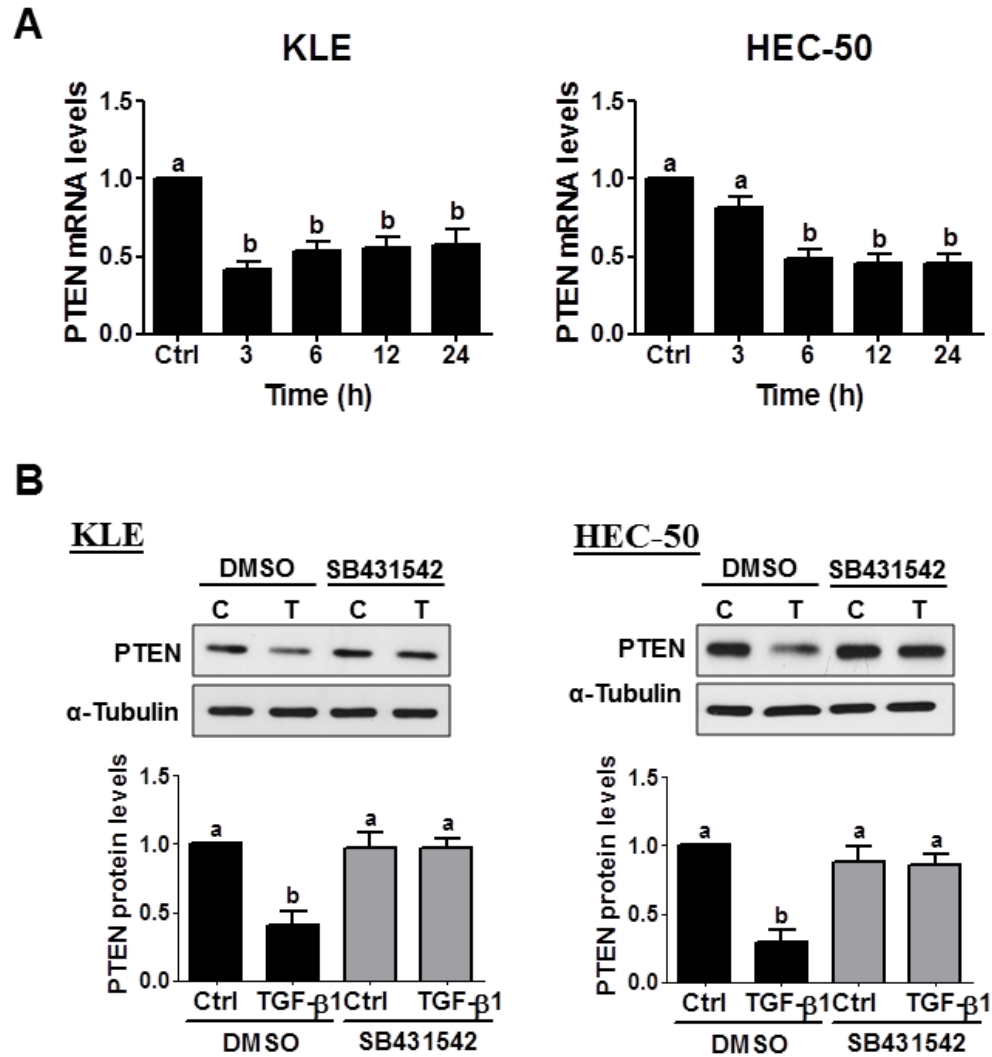 A
KLE
HEC-50
PTEN mRNA levels
1.5
1.0
0.5
0.0
a
b
b
b
b
Ctrl
3
6
12
24
Time (h)
PTEN mRNA levels
1.5
1.0
0.5
0.0
a
a
b
b
b
Ctrl
3
6
12
24
Time (h)
B
KLE
DMSO
SB431542
C T C T
PTEN
α-Tubulin
PTEN protein levels
1.5
1.0
0.5
0.0
a
b
a
a
Ctrl TGF-β1 Ctrl TGF-β1
DMSO
SB431542
HEC-50
DMSO
SB431542
C T C T
PTEN
α-Tubulin
PTEN protein levels
1.5
1.0
0.5
0.0
a
b
a
a
Ctrl TGF-β1 Ctrl TGF-β1
DMSO
SB431542